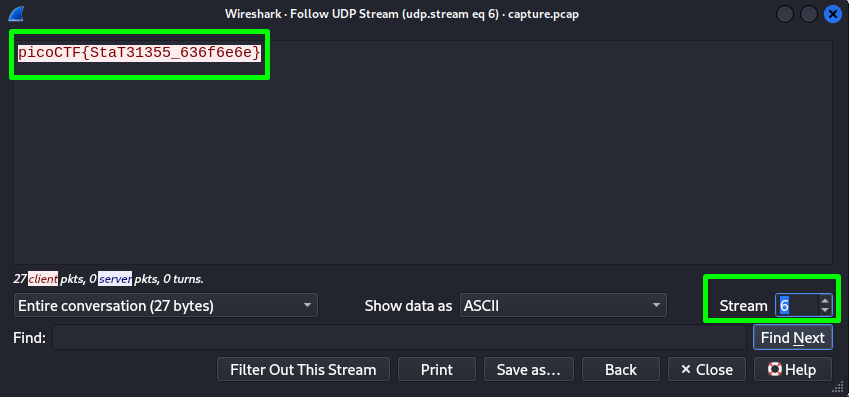 Wireshark · Follow UDP Stream (udp.stream eq 6) · capture.pcap
picoCTF{StaT31355_636f6e6e}
27 client pkts, 0 server pkts, 0 turns.
Entire conversation (27 bytes) Show data as ASCII Stream 6
Find: Find Next
Filter Out This Stream Print Save as… Back × Close Help